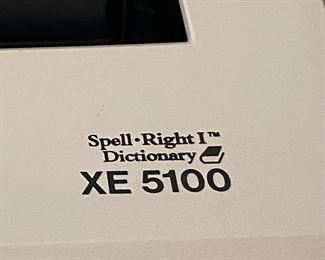 Spell·Right I™
Dictionary
XE 5100